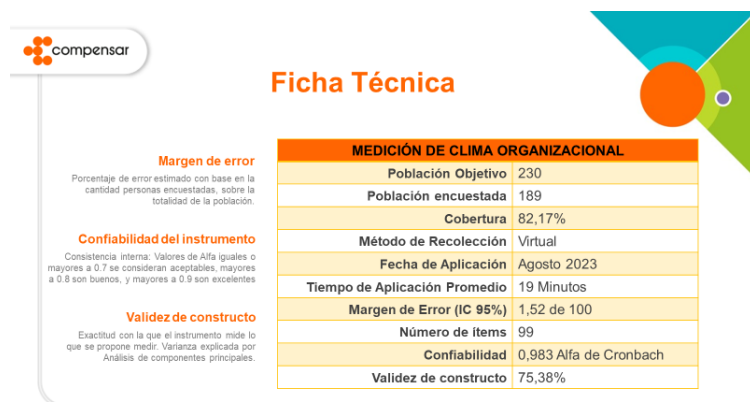 compensar
Ficha Técnica
Margen de error
Porcentaje de error estimado con base en la
cantidad personas encuestadas, sobre la
totalidad de la población.
Confiabilidad del instrumento
Consistencia interna: Valores de Alfa iguales o
mayores a 0.7 se consideran aceptables, mayores
a 0.8 son buenos, y mayores a 0.9 son excelentes
Validez de constructo
Exactitud con la que el instrumento mide lo
que se propone medir. Varianza explicada por
Análisis de componentes principales.
MEDICIÓN DE CLIMA ORGANIZACIONAL
Población Objetivo 230
Población encuestada 189
Cobertura 82,17%
Método de Recolección Virtual
Fecha de Aplicación Agosto 2023
Tiempo de Aplicación Promedio 19 Minutos
Margen de Error (IC 95%) 1,52 de 100
Número de ítems 99
Confiabilidad 0,983 Alfa de Cronbach
Validez de constructo 75,38%